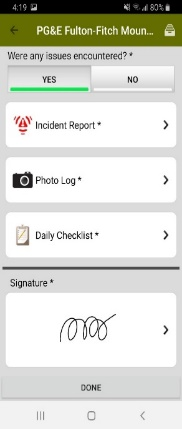 4:19 80%
PG&E Fulton-Fitch Moun...
Were any issues encountered? *
YES NO
Incident Report *
Photo Log *
Daily Checklist *
Signature *
DONE